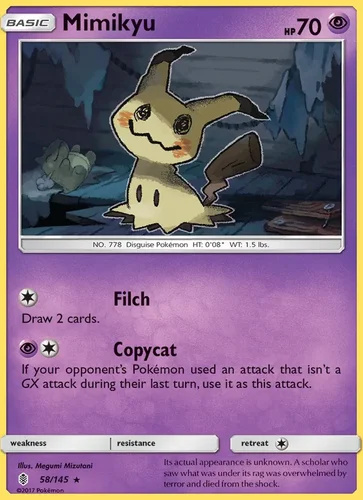 BASIC Mimikyu HP70
NO. 778 Disguise Pokémon HT: 0'08" WT: 1.5 lbs.
Filch
Draw 2 cards.
Copycat
If your opponent's Pokémon used an attack that isn't a
GX attack during their last turn, use it as this attack.
weakness resistance retreat
Illus. Megumi Mizutani
58/145 ★
©2017 Pokémon
Its actual appearance is unknown. A scholar who
saw what was under its rag was overwhelmed by
terror and died from the shock.